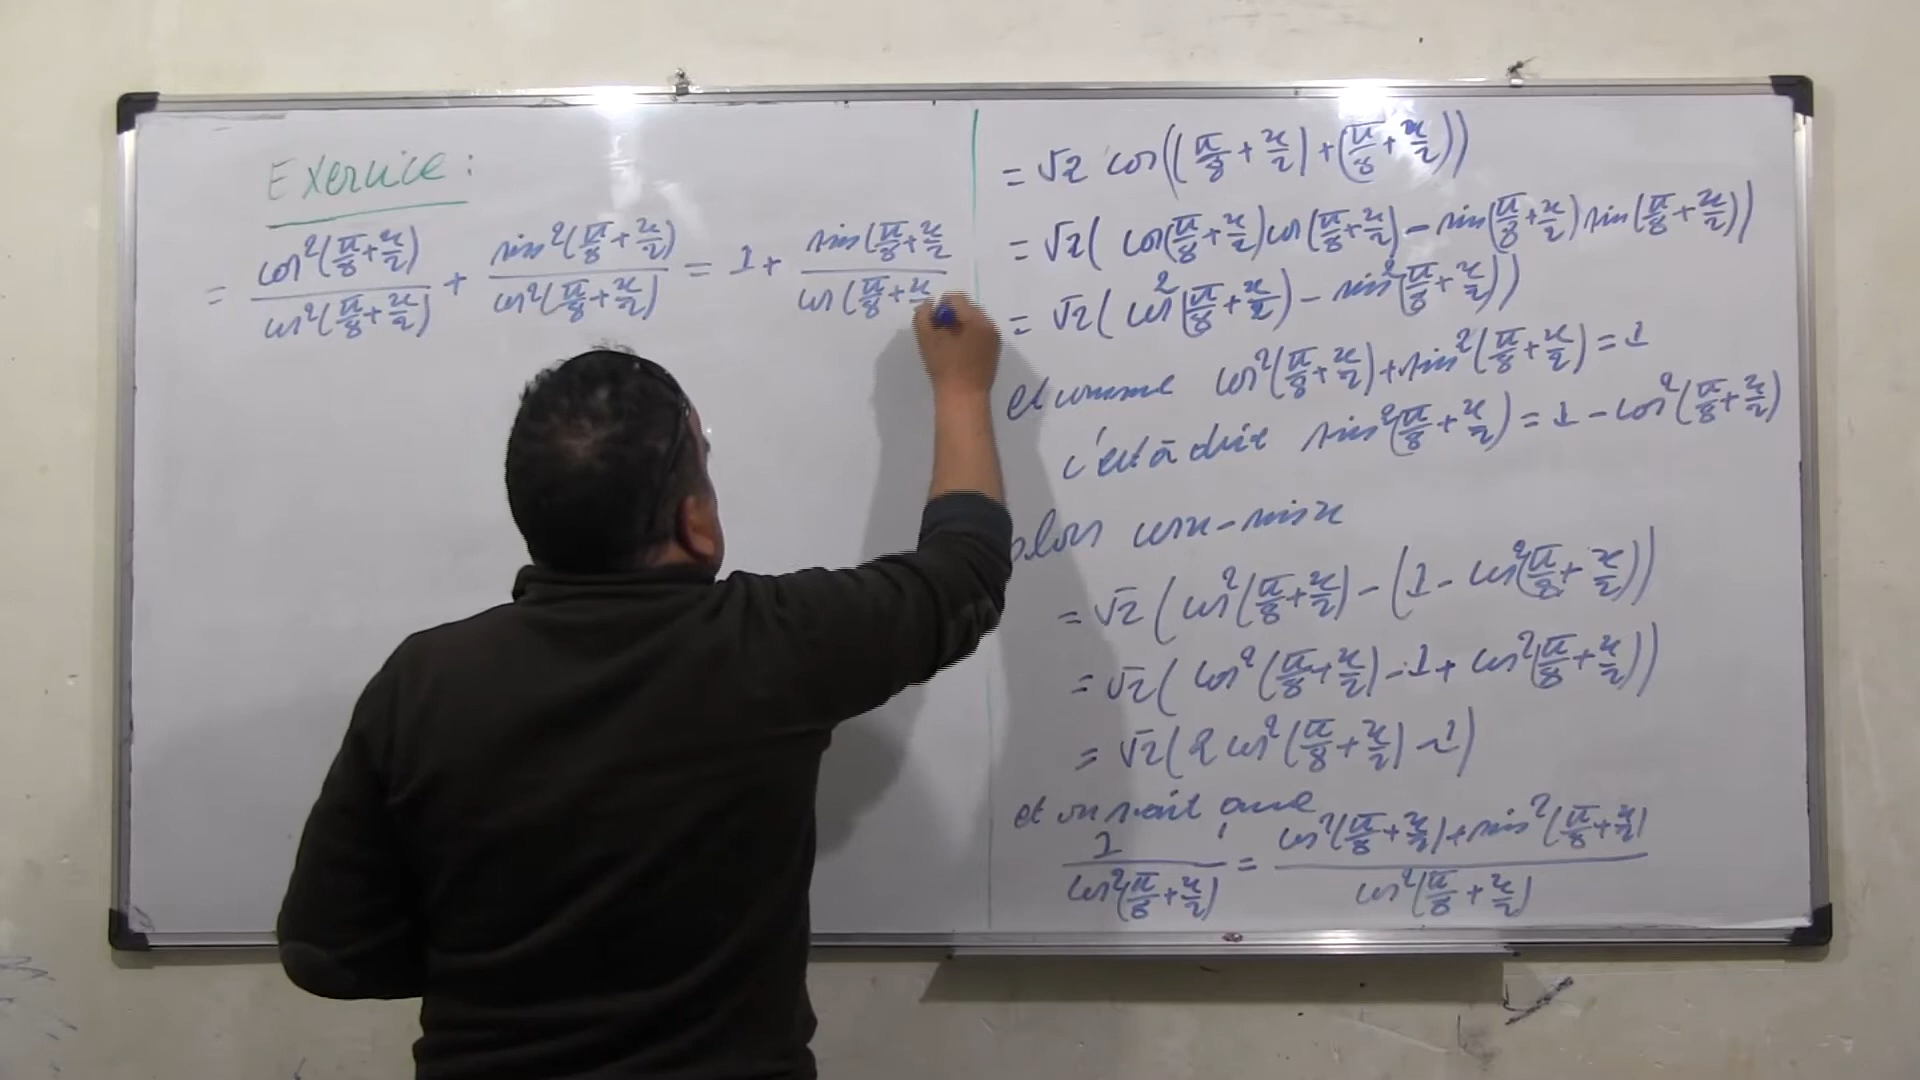 Exercice :
= cos²(π/8+x/2)/cos²(π/8+x/2) + sin²(π/8+x/2)/cos²(π/8+x/2) = 1 + sin(π/8+x/2/cos(π/8+x/
= √2 cos((π/8+x/2)+(π/8+x/2))
= √2( cos(π/8+x/2)cos(π/8+x/2) - sin(π/8+x/2)sin(π/8+x/2))
= √2( cos²(π/8+x/2) - sin²(π/8+x/2))
et comme cos²(π/8+x/2)+sin²(π/8+x/2)=1
c'est à dire sin²(π/8+x/2) = 1 - cos²(π/8+x/2)
alors cosx-sinx
= √2(cos²(π/8+x/2) - (1 - cos²(π/8+x/2))
= √2( cos²(π/8+x/2) - 1 + cos²(π/8+x/2))
= √2(2cos²(π/8+x/2) - 1)
et on sait que
1/cos²(π/8+x/2) = cos²(π/8+x/2)+sin²(π/8+x/2)/cos²(π/8+x/2)